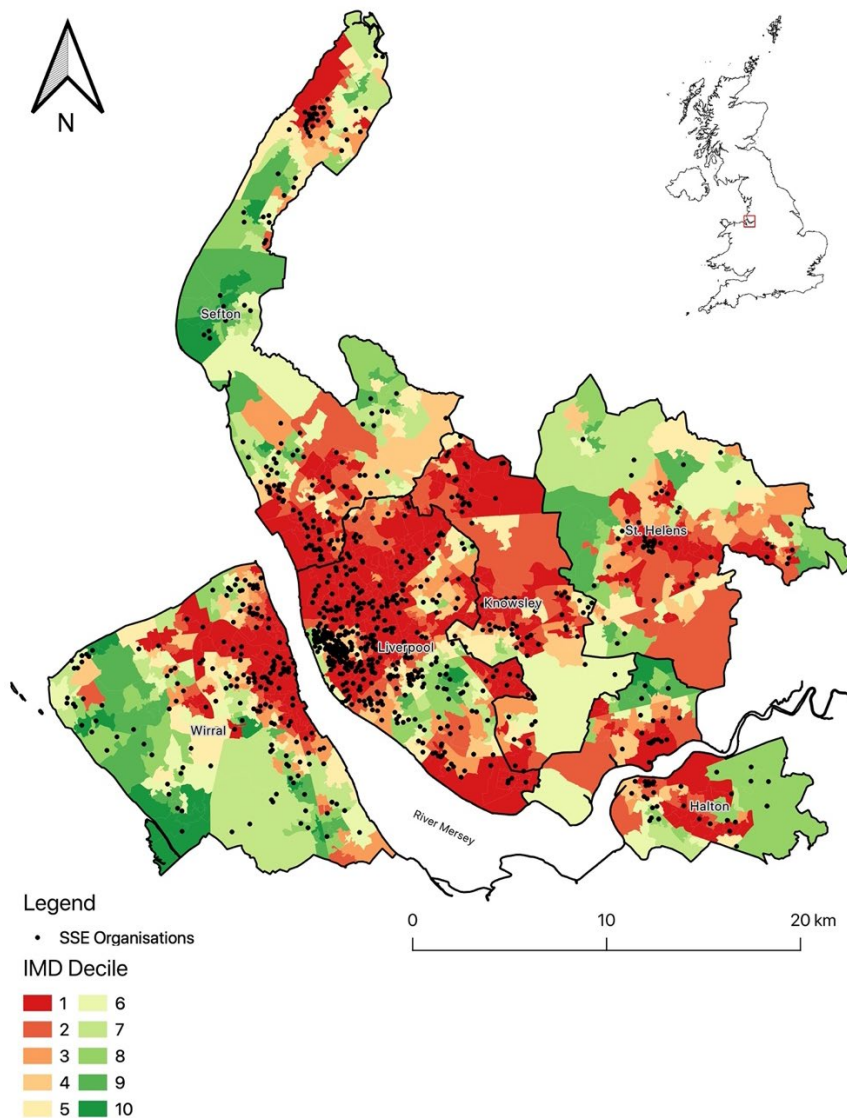 N
Sefton
St. Helens
Knowsley
Liverpool
Wirral
Halton
River Mersey
Legend
SSE Organisations
0 10 20 km
IMD Decile
1 6
2 7
3 8
4 9
5 10